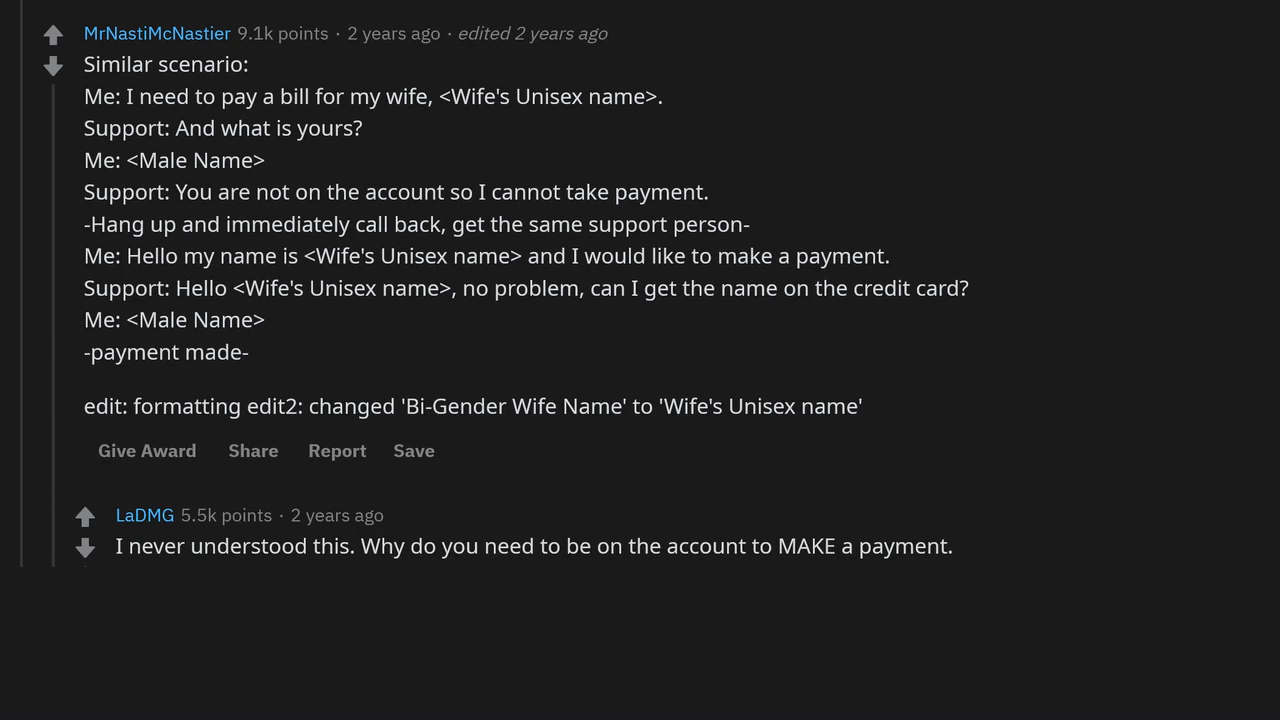 MrNastiMcNastier 9.1k points · 2 years ago · edited 2 years ago
Similar scenario:
Me: I need to pay a bill for my wife, <Wife's Unisex name>.
Support: And what is yours?
Me: <Male Name>
Support: You are not on the account so I cannot take payment.
-Hang up and immediately call back, get the same support person-
Me: Hello my name is <Wife's Unisex name> and I would like to make a payment.
Support: Hello <Wife's Unisex name>, no problem, can I get the name on the credit card?
Me: <Male Name>
-payment made-
edit: formatting edit2: changed 'Bi-Gender Wife Name' to 'Wife's Unisex name'
Give Award Share Report Save
LaDMG 5.5k points · 2 years ago
I never understood this. Why do you need to be on the account to MAKE a payment.